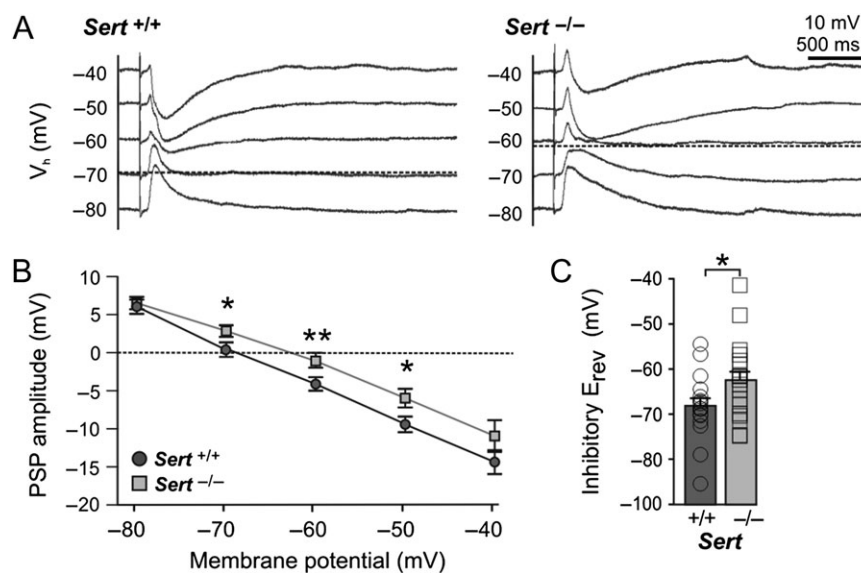 A
Sert +/+
Sert –/–
10 mV
500 ms
Vh (mV)
–40
–50
–60
–70
–80
–40
–50
–60
–70
–80
B
PSP amplitude (mV)
10
5
0
–5
–10
–15
–20
*
**
*
Sert +/+
Sert –/–
–80
–70
–60
–50
–40
Membrane potential (mV)
C
*
Inhibitory Erev (mV)
–40
–50
–60
–70
–80
–100
+/+
–/–
Sert